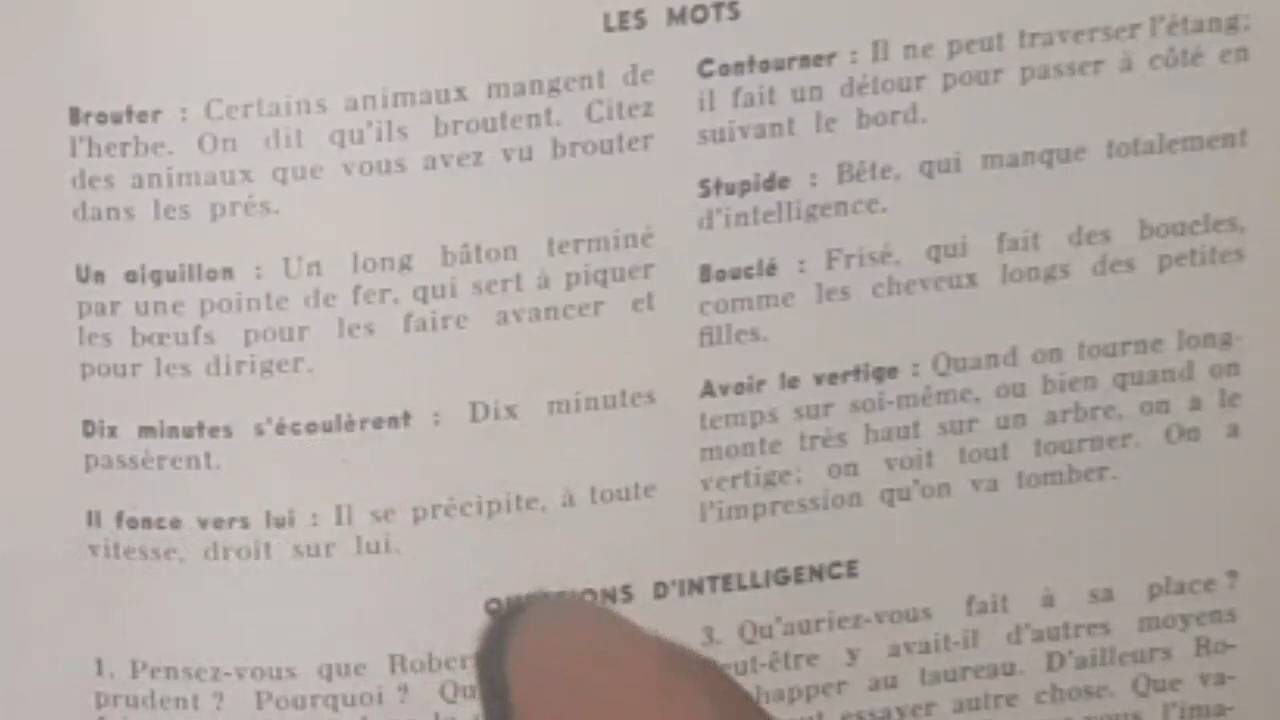 LES MOTS
Brouter : Certains animaux mangent de
l'herbe. On dit qu'ils broutent. Citez
des animaux que vous avez vu brouter
dans les prés.
Un aiguillon : Un long bâton terminé
par une pointe de fer, qui sert à piquer
les bœufs pour les faire avancer et
pour les diriger.
Dix minutes s'écoulèrent : Dix minutes
passèrent.
Il fonce vers lui : Il se précipite, à toute
vitesse, droit sur lui.
Contourner : Il ne peut traverser l'étang;
il fait un détour pour passer à côté en
suivant le bord.
Stupide : Bête, qui manque totalement
d'intelligence.
Bouclé : Frisé, qui fait des boucles,
comme les cheveux longs des petites
filles.
Avoir le vertige : Quand on tourne long-
temps sur soi-même, ou bien quand on
monte très haut sur un arbre, on a le
vertige; on voit tout tourner. On a
l'impression qu'on va tomber.
D'INTELLIGENCE
1. Pensez-vous que
prudent ? Pourquoi ?
3. Qu'auriez-vous fait à sa place ?
y avait-il d'autres moyens
au taureau. D'ailleurs Ro-
essayer autre chose. Que va-